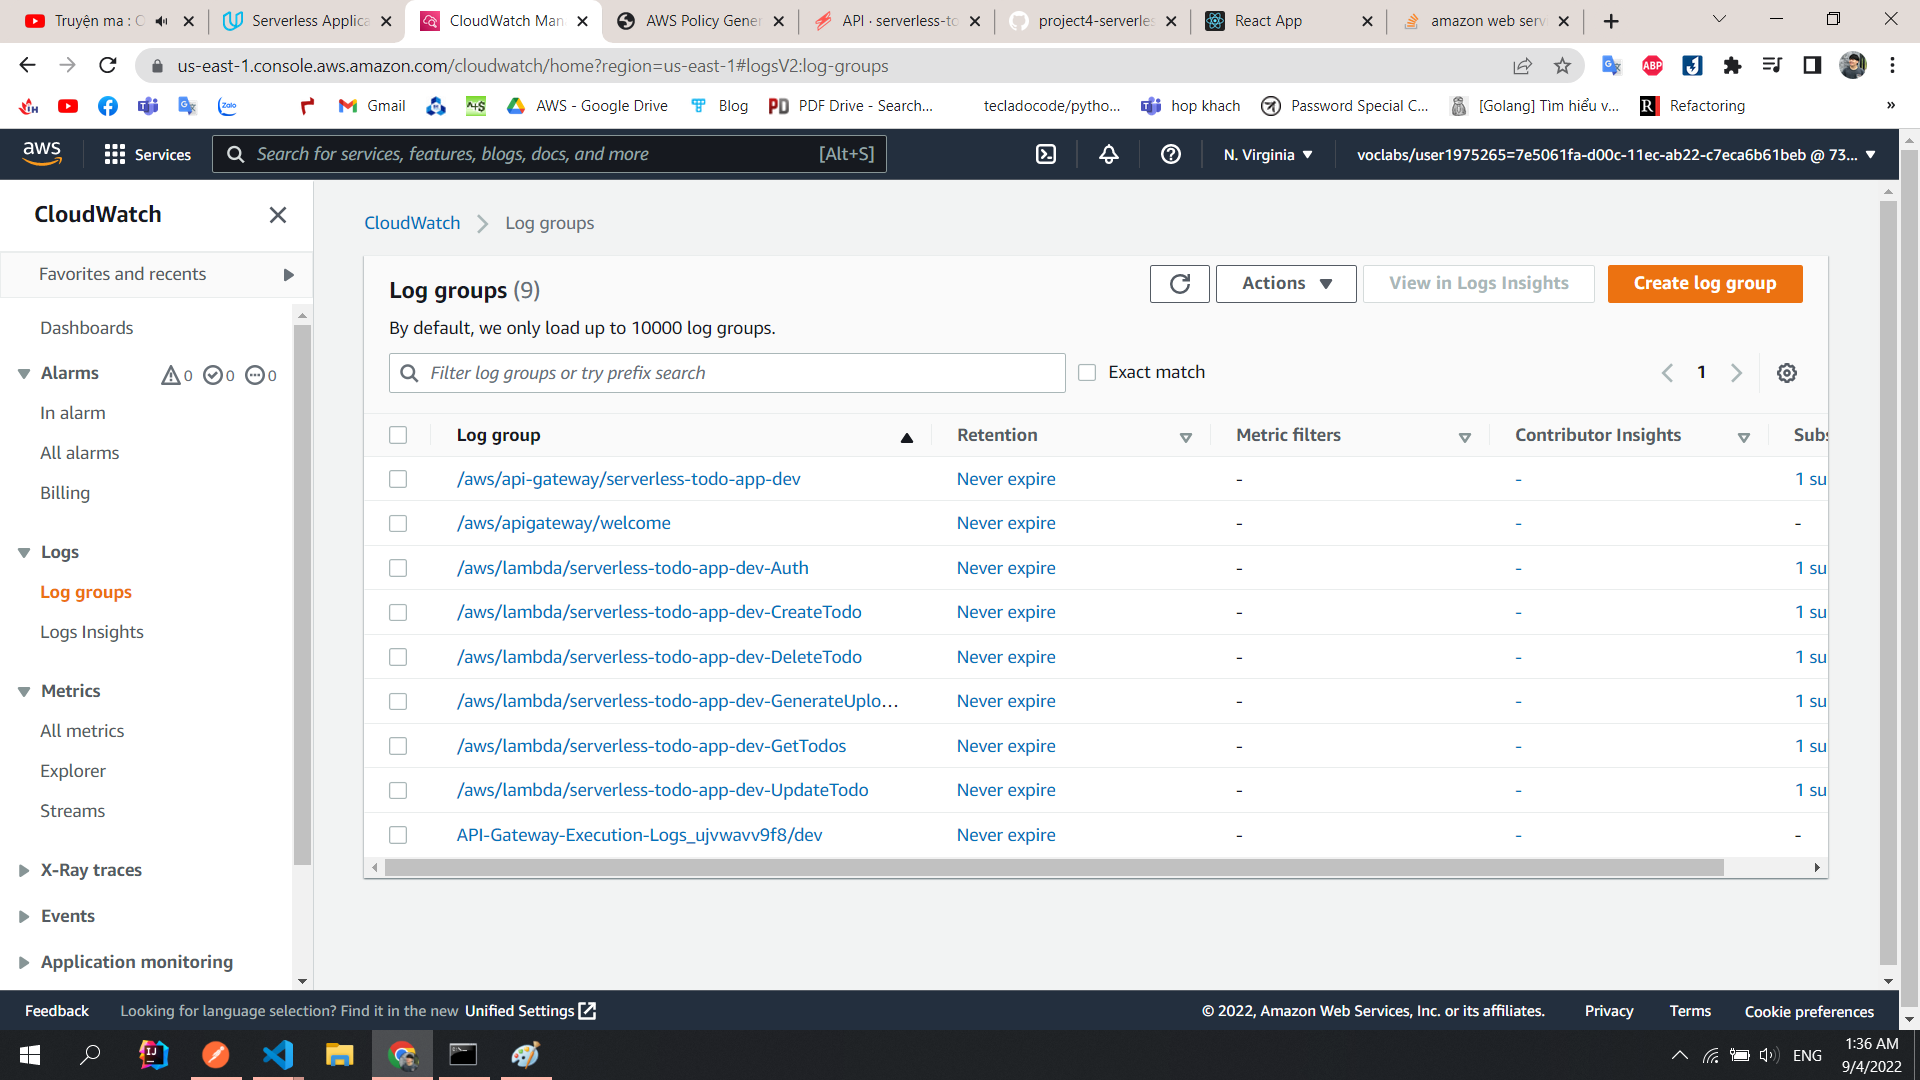 Truyện ma : C
Serverless Applica
CloudWatch Man
AWS Policy Gene
API · serverless-to
project4-serverles
React App
amazon web serv
us-east-1.console.aws.amazon.com/cloudwatch/home?region=us-east-1#logsV2:log-groups
Gmail
AWS - Google Drive
Blog
PDF Drive - Search...
tecladocode/pytho...
hop khach
Password Special C...
[Golang] Tìm hiểu v...
Refactoring
»
aws
Services
Search for services, features, blogs, docs, and more
[Alt+S]
N. Virginia
voclabs/user1975265=7e5061fa-d00c-11ec-ab22-c7eca6b61beb @ 73...
CloudWatch
Favorites and recents
Dashboards
Alarms
0
0
0
In alarm
All alarms
Billing
Logs
Log groups
Logs Insights
Metrics
All metrics
Explorer
Streams
X-Ray traces
Events
Application monitoring
CloudWatch
Log groups
Log groups (9)
By default, we only load up to 10000 log groups.
Actions
View in Logs Insights
Create log group
Filter log groups or try prefix search
Exact match
1
Log group Retention Metric filters Contributor Insights Subs
/aws/api-gateway/serverless-todo-app-dev Never expire - - 1 su
/aws/apigateway/welcome Never expire - - -
/aws/lambda/serverless-todo-app-dev-Auth Never expire - - 1 su
/aws/lambda/serverless-todo-app-dev-CreateTodo Never expire - - 1 su
/aws/lambda/serverless-todo-app-dev-DeleteTodo Never expire - - 1 su
/aws/lambda/serverless-todo-app-dev-GenerateUplo... Never expire - - 1 su
/aws/lambda/serverless-todo-app-dev-GetTodos Never expire - - 1 su
/aws/lambda/serverless-todo-app-dev-UpdateTodo Never expire - - 1 su
API-Gateway-Execution-Logs_ujvwavv9f8/dev Never expire - - -
Feedback
Looking for language selection? Find it in the new Unified Settings
© 2022, Amazon Web Services, Inc. or its affiliates.
Privacy
Terms
Cookie preferences
ENG
1:36 AM
9/4/2022